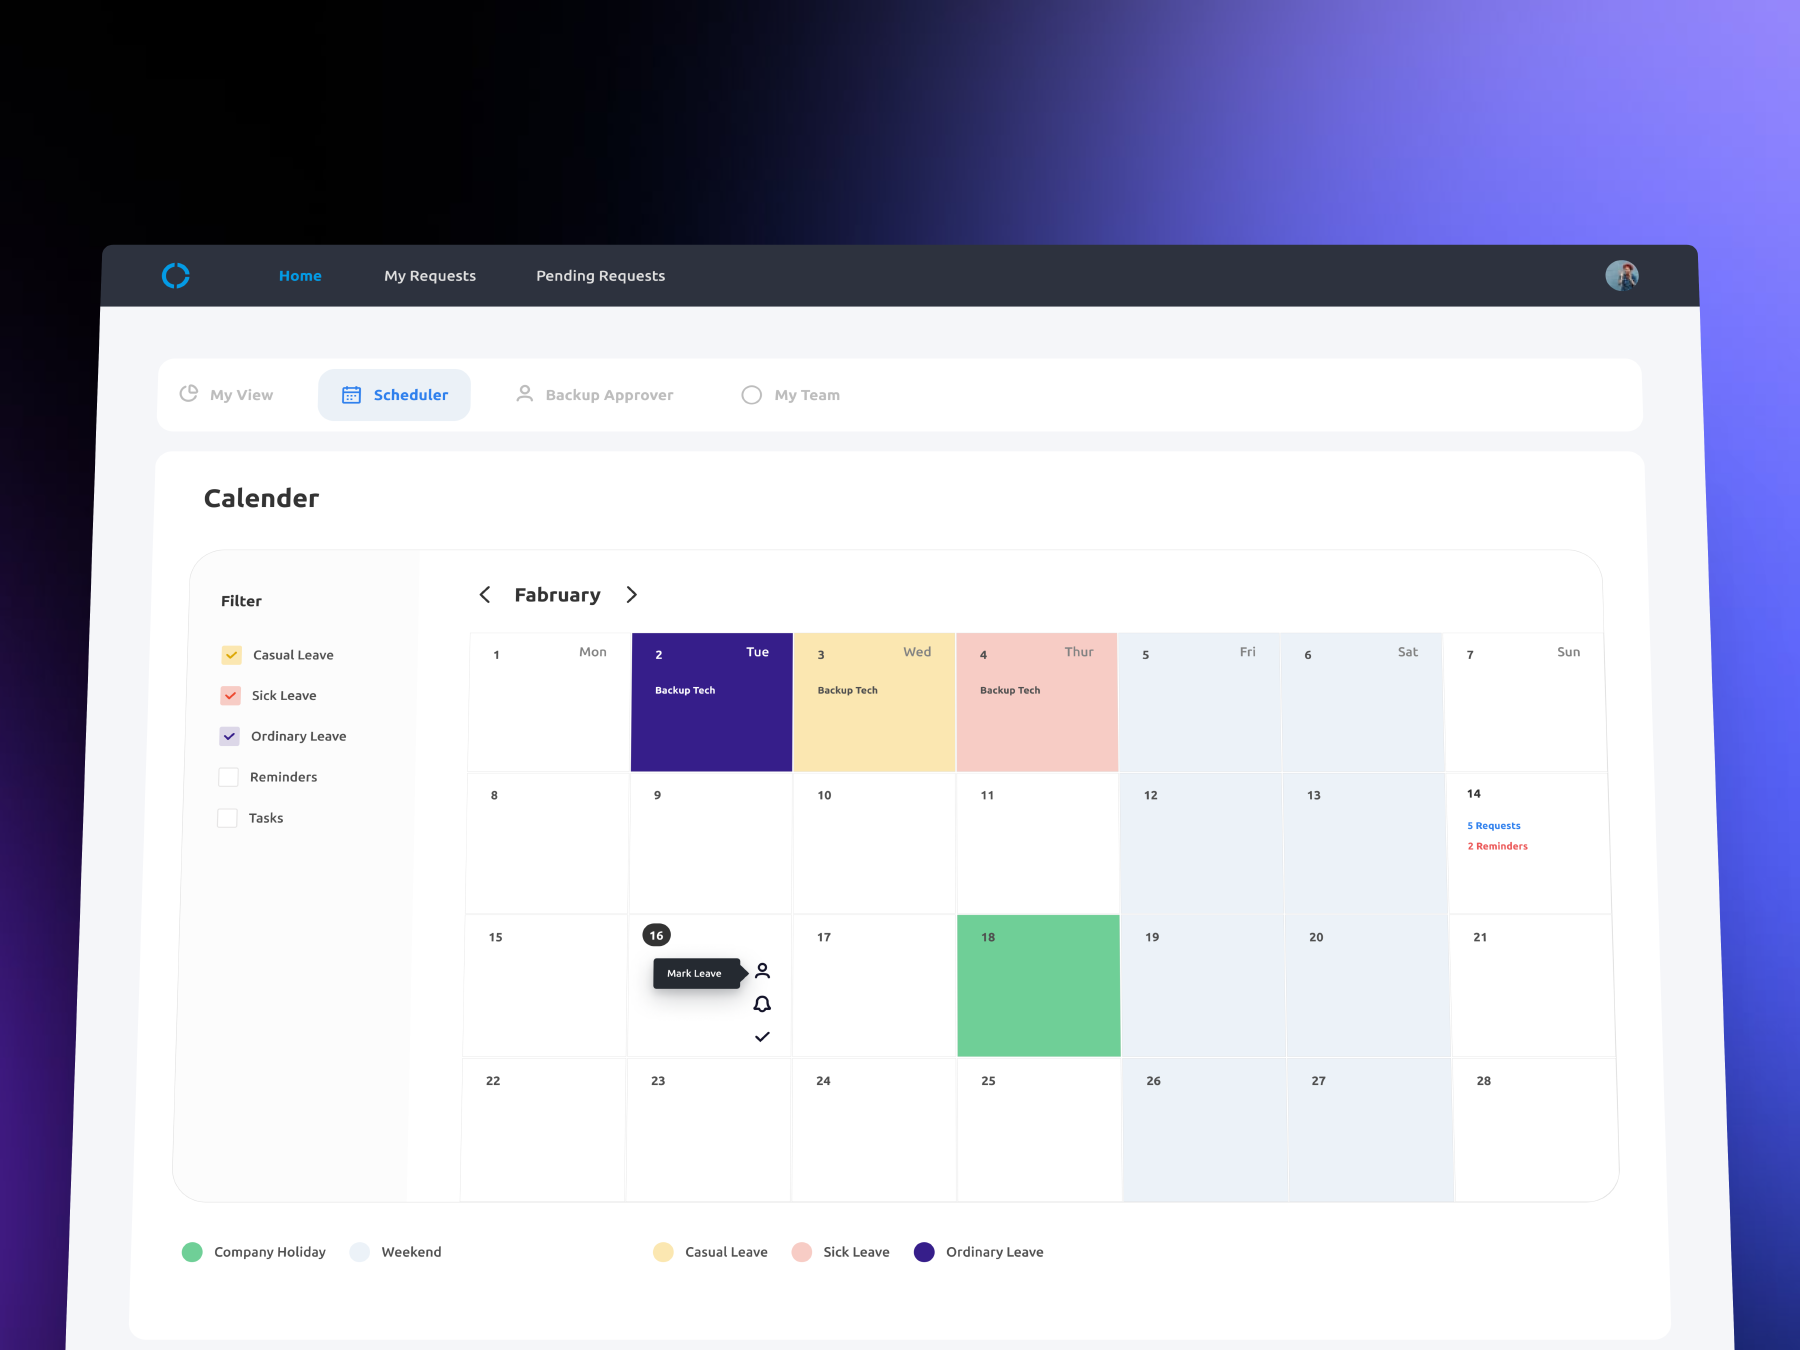 Home My Requests Pending Requests
My View Scheduler Backup Approver My Team
Calender
Filter
Casual Leave
Sick Leave
Ordinary Leave
Reminders
Tasks
Fabruary
1 Mon 2 Tue 3 Wed 4 Thur 5 Fri 6 Sat 7 Sun
Backup Tech Backup Tech Backup Tech
8 9 10 11 12 13 14
5 Requests
2 Reminders
15 16 17 18 19 20 21
Mark Leave
22 23 24 25 26 27 28
Company Holiday Weekend Casual Leave Sick Leave Ordinary Leave